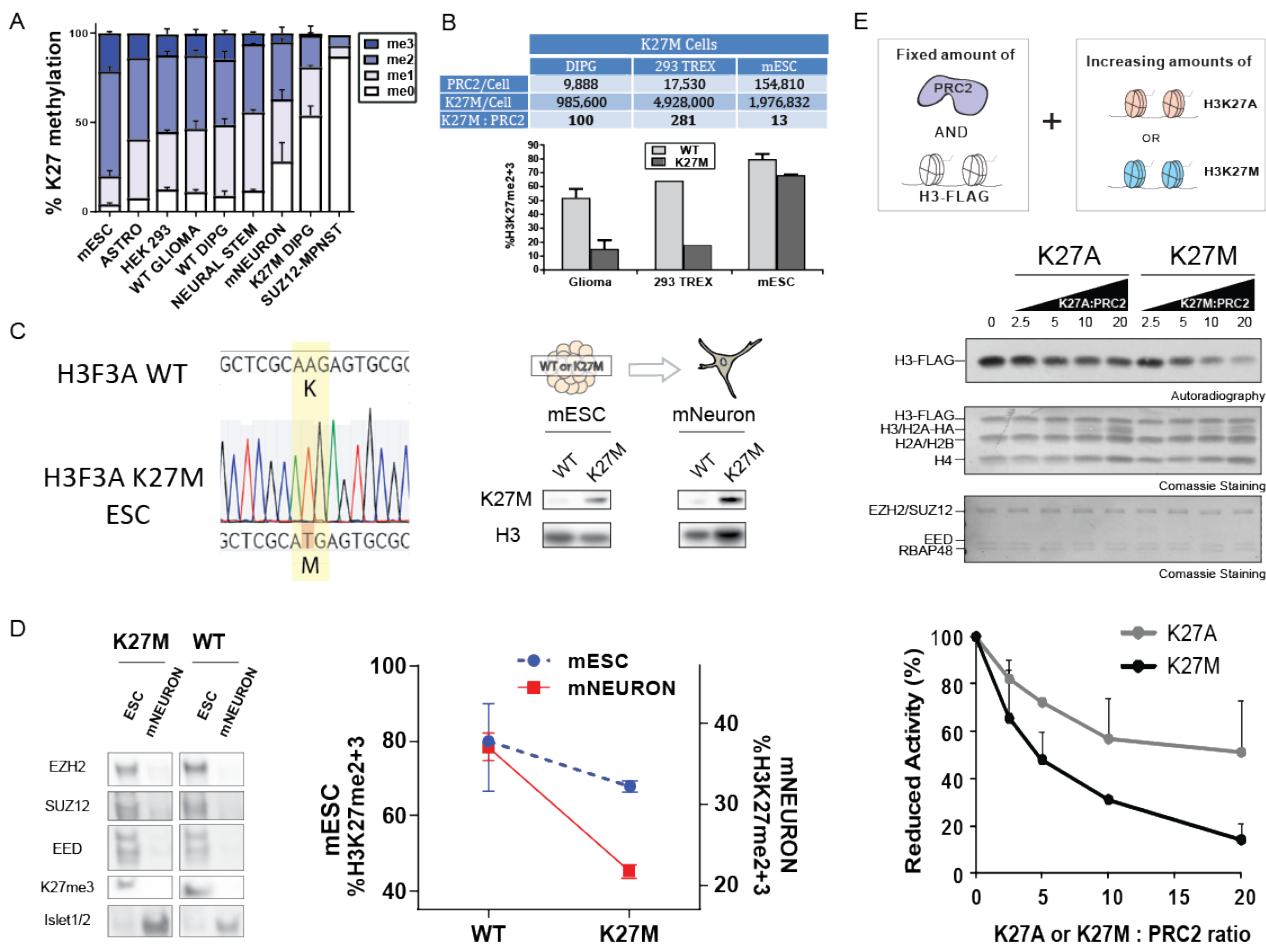 A
% K27 methylation
100
50
0
me3
me2
me1
me0
mESC
ASTRO
HEK 293
WT GLIOMA
WT DIPG
NEURAL STEM
mNEURON
K27M DIPG
SUZ12-MPNST
B
K27M Cells
DIPG 293 TREX mESC
PRC2/Cell 9,888 17,530 154,810
K27M/Cell 985,600 4,928,000 1,976,832
K27M : PRC2 100 281 13
%H3K27me2+3
90
80
70
60
50
40
30
20
10
0
WT
K27M
Glioma 293 TREX mESC
C
H3F3A WT
GCTCGCAAGAGTGCGC
K
H3F3A K27M
ESC
GCTCGCATGAGTGCGC
M
WT or K27M
mESC mNeuron
WT K27M WT K27M
K27M
H3
D
K27M WT
ESC mNEURON ESC mNEURON
EZH2
SUZ12
EED
K27me3
Islet1/2
mESC
%H3K27me2+3
100
80
60
40
mESC
mNEURON
40
30
20
mNEURON
%H3K27me2+3
WT K27M
E
Fixed amount of
PRC2
AND
H3-FLAG
+
Increasing amounts of
H3K27A
OR
H3K27M
K27A K27M
K27A:PRC2 K27M:PRC2
0 2.5 5 10 20 2.5 5 10 20
H3-FLAG
Autoradiography
H3-FLAG
H3/H2A-HA
H2A/H2B
H4
Comassie Staining
EZH2/SUZ12
EED
RBAP48
Comassie Staining
Reduced Activity (%)
100
80
60
40
20
0
K27A
K27M
0 5 10 15 20
K27A or K27M : PRC2 ratio